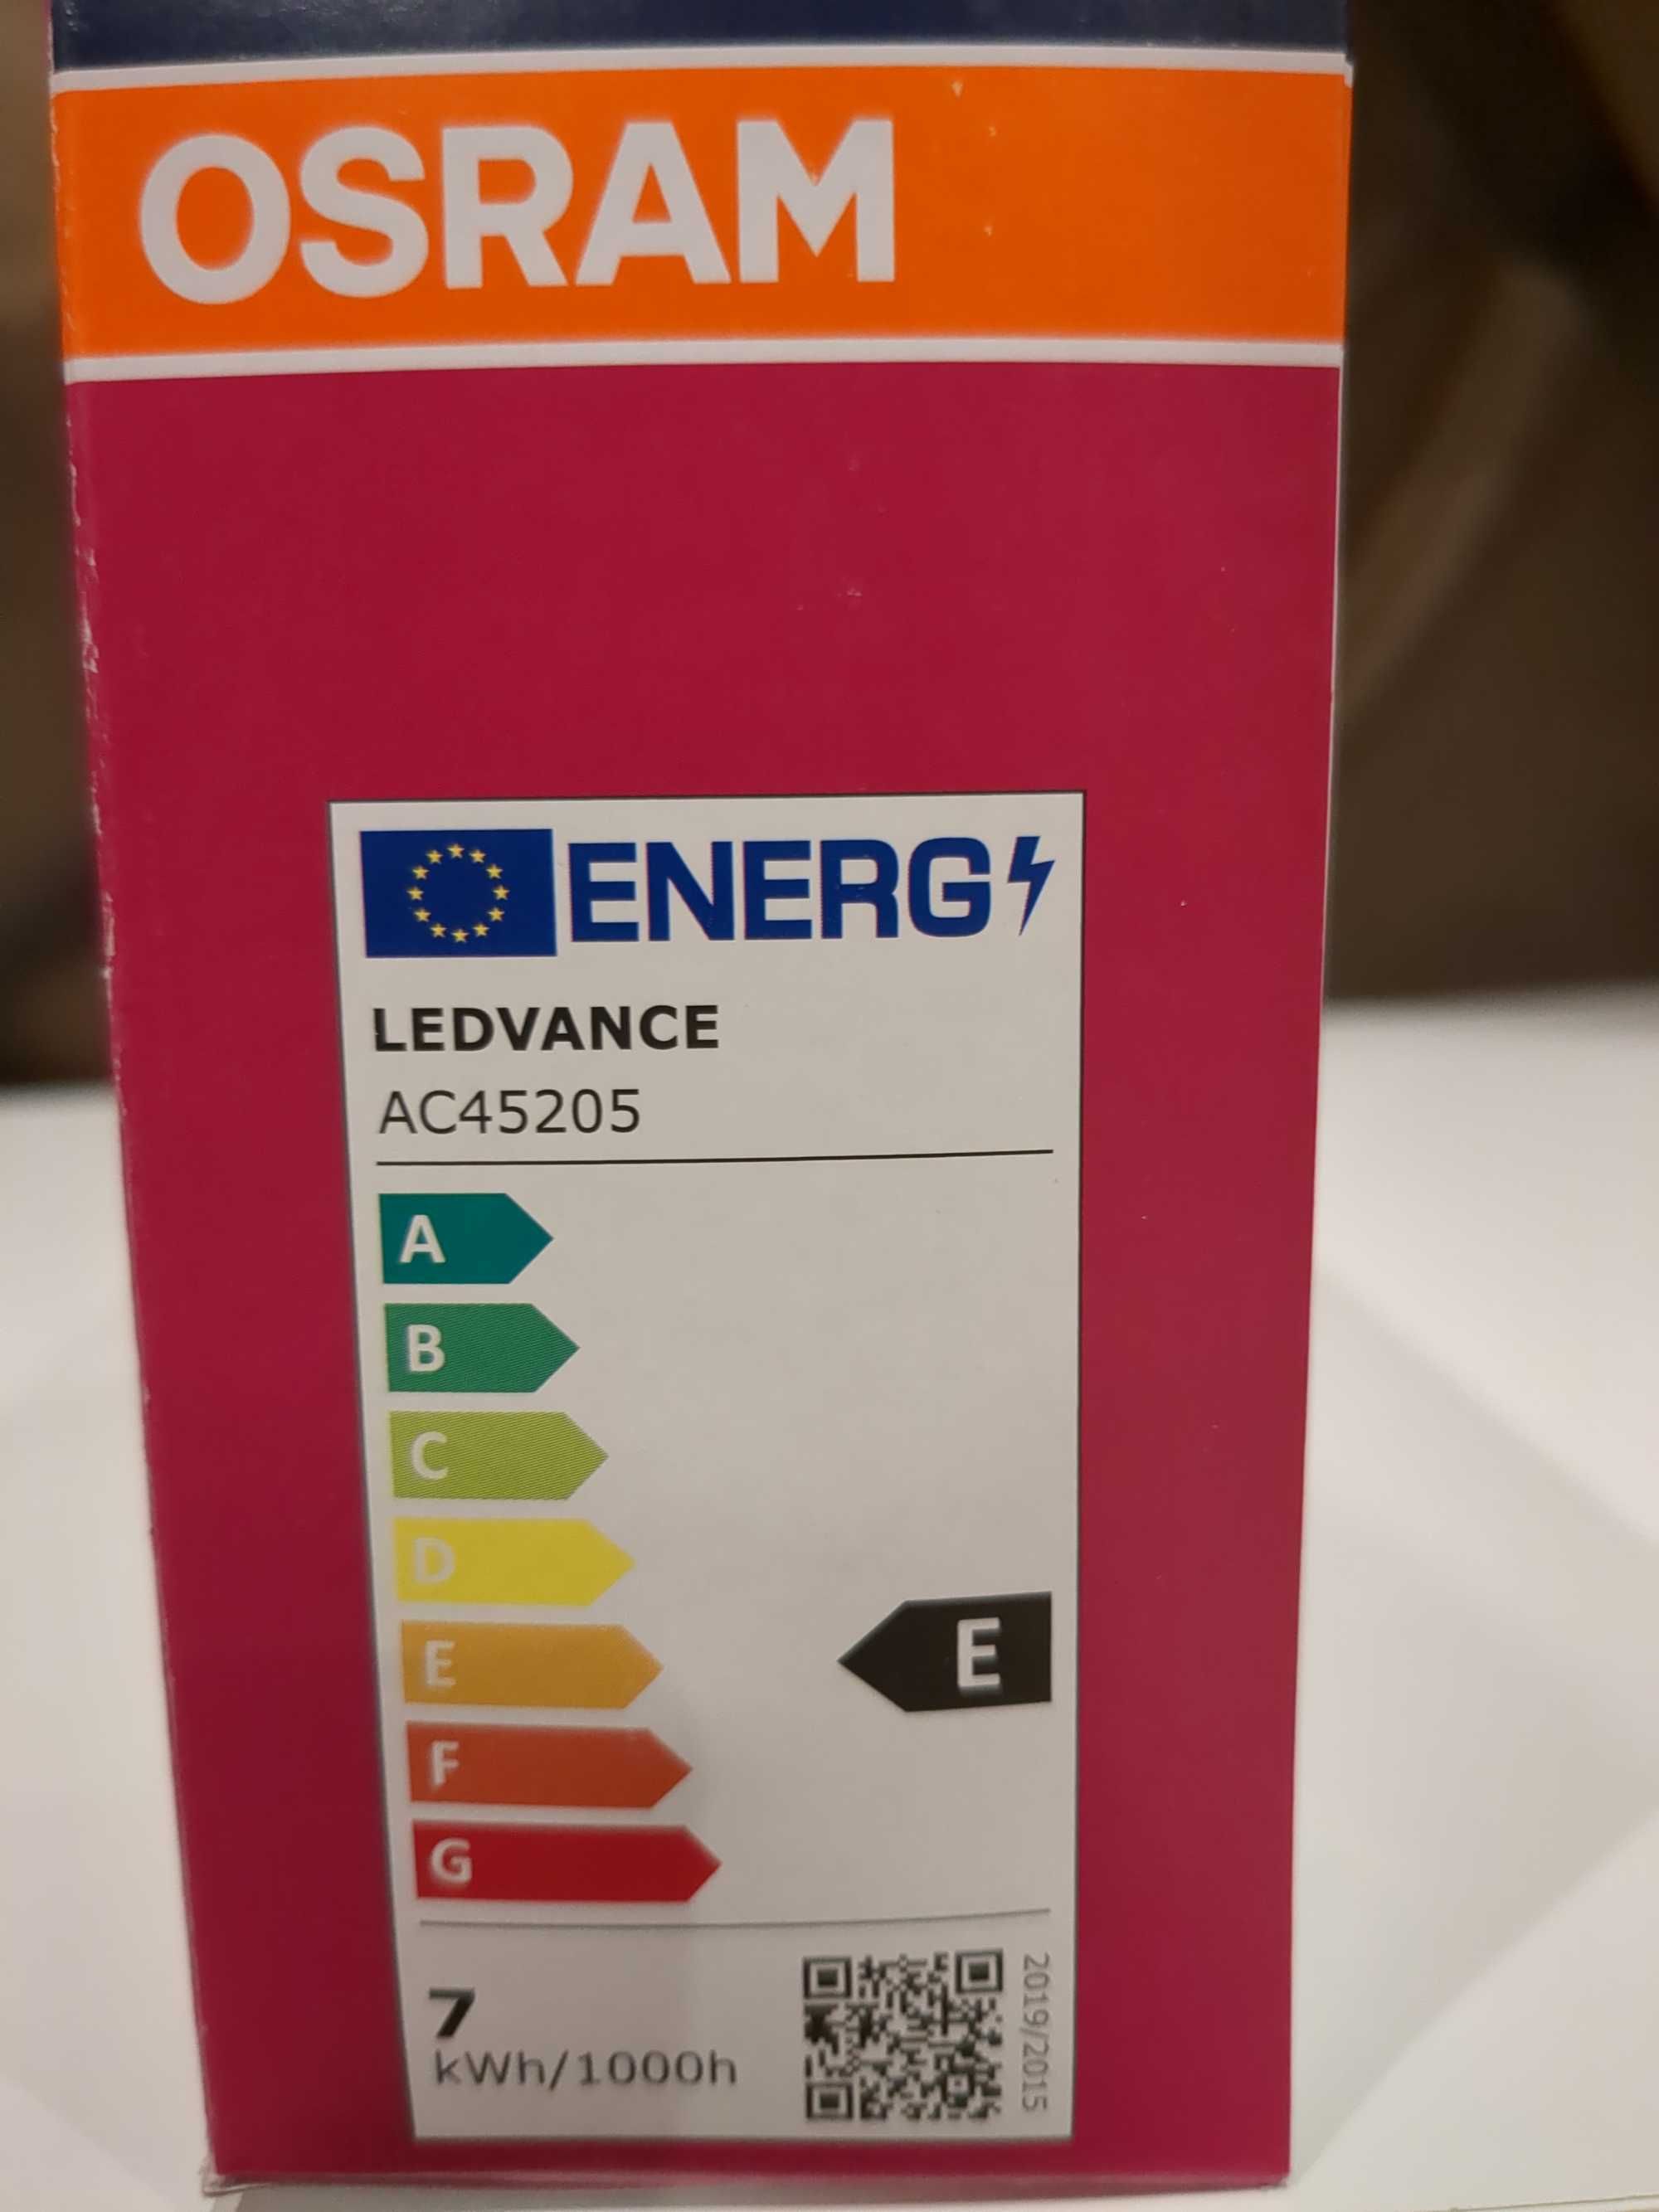 OSRAM
ENERG
LEDVANCE
AC45205
A
B
C
D
E
E
F
G
7
kWh/1000h
2019/2015